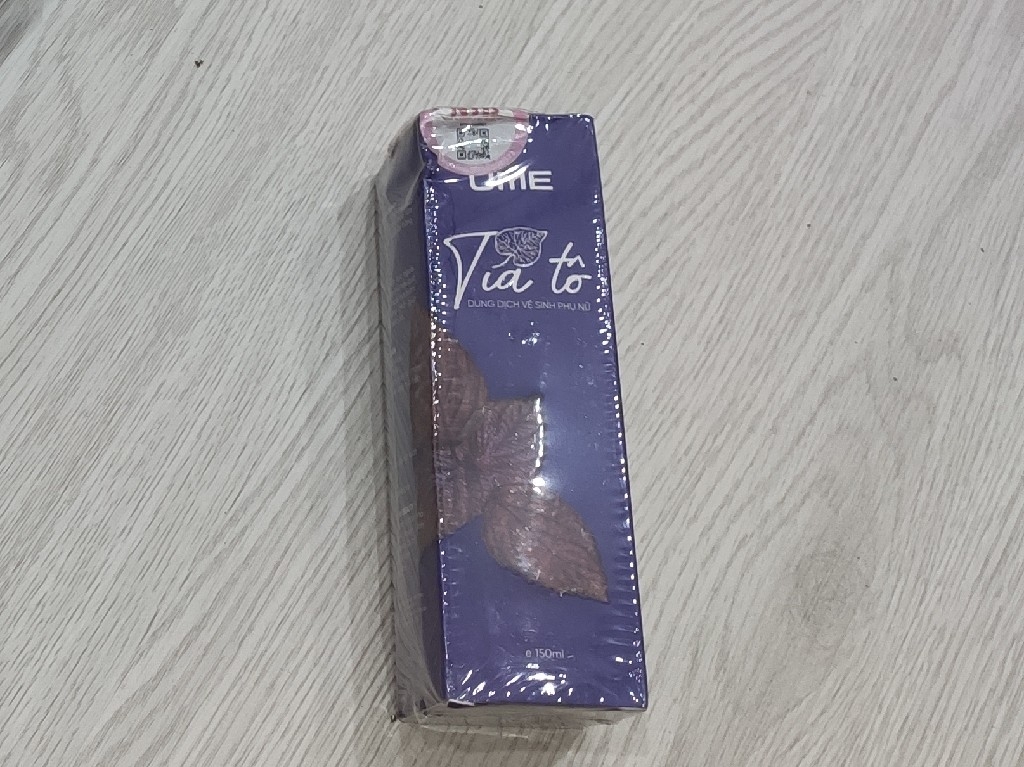 UME
Tía tô
DUNG DỊCH VỆ SINH PHỤ NỮ
e 150ml